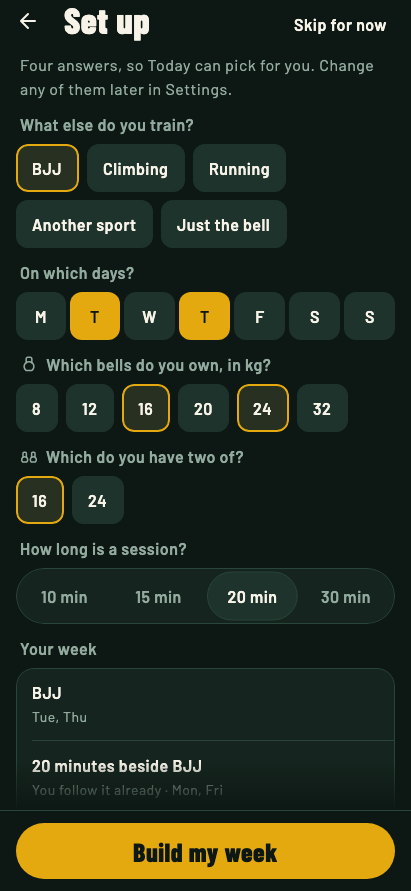 Set up
Skip for now
Four answers, so Today can pick for you. Change
any of them later in Settings.
What else do you train?
BJJ Climbing Running
Another sport Just the bell
On which days?
M T W T F S S
Which bells do you own, in kg?
8 12 16 20 24 32
Which do you have two of?
16 24
How long is a session?
10 min 15 min 20 min 30 min
Your week
BJJ
Tue, Thu
20 minutes beside BJJ
You follow it already · Mon, Fri
Build my week